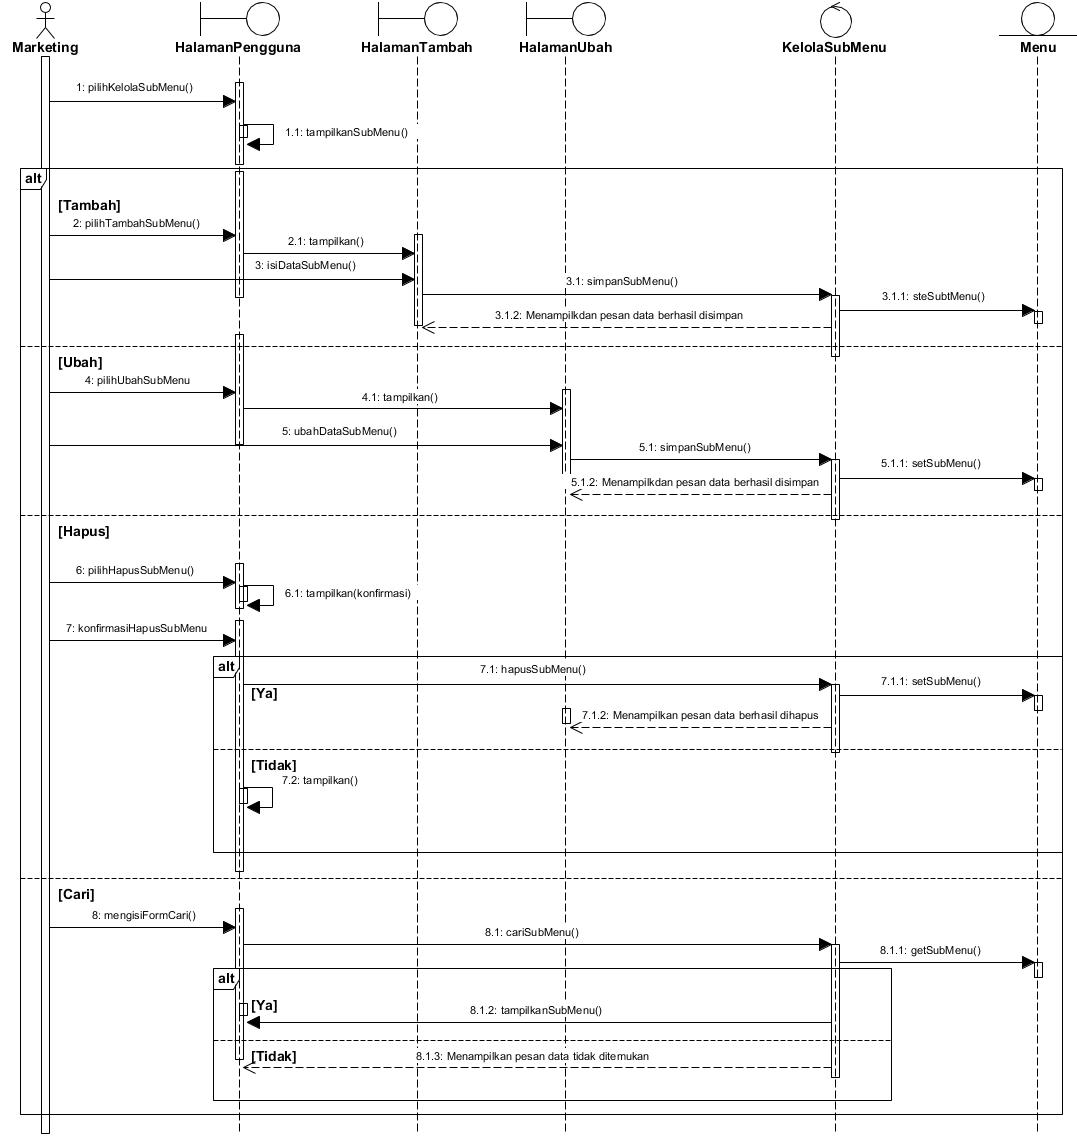 Marketing
HalamanPengguna
HalamanTambah
HalamanUbah
KelolaSubMenu
Menu
1: pilihKelolaSubMenu()
1.1: tampilkanSubMenu()
alt
[Tambah]
2: pilihTambahSubMenu()
2.1: tampilkan()
3: isiDataSubMenu()
3.1: simpanSubMenu()
3.1.1: steSubtMenu()
3.1.2: Menampilkdan pesan data berhasil disimpan
[Ubah]
4: pilihUbahSubMenu
4.1: tampilkan()
5: ubahDataSubMenu()
5.1: simpanSubMenu()
5.1.1: setSubMenu()
5.1.2: Menampilkdan pesan data berhasil disimpan
[Hapus]
6: pilihHapusSubMenu()
6.1: tampilkan(konfirmasi)
7: konfirmasiHapusSubMenu
alt
7.1: hapusSubMenu()
7.1.1: setSubMenu()
[Ya]
7.1.2: Menampilkan pesan data berhasil dihapus
[Tidak]
7.2: tampilkan()
[Cari]
8: mengisiFormCari()
8.1: cariSubMenu()
8.1.1: getSubMenu()
alt
[Ya]
8.1.2: tampilkanSubMenu()
[Tidak]
8.1.3: Menampilkan pesan data tidak ditemukan